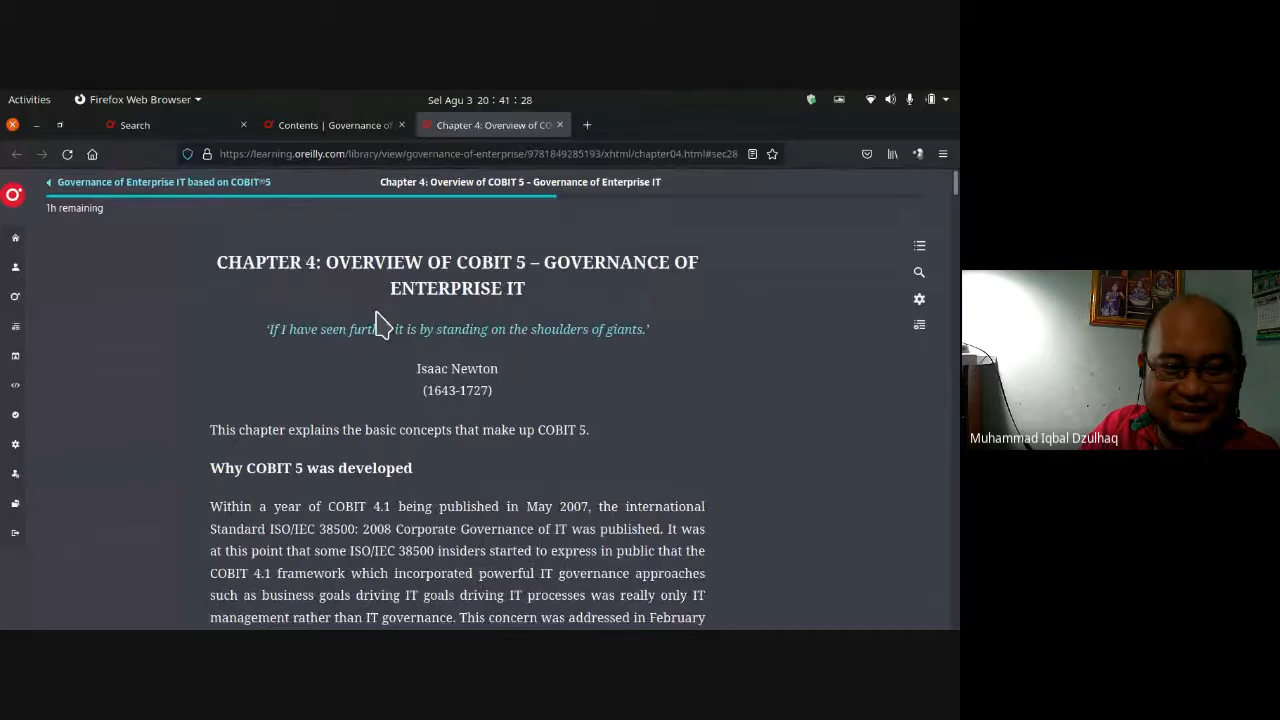 Activities
Firefox Web Browser
Sel Agu 3 20:41:28
Search
Contents | Governance of
Chapter 4: Overview of CO
https://learning.oreilly.com/library/view/governance-of-enterprise/9781849285193/xhtml/chapter04.html#sec28
Governance of Enterprise IT based on COBIT®5
Chapter 4: Overview of COBIT 5 – Governance of Enterprise IT
1h remaining
CHAPTER 4: OVERVIEW OF COBIT 5 – GOVERNANCE OF
ENTERPRISE IT
‘If I have seen further it is by standing on the shoulders of giants.’
Isaac Newton
(1643-1727)
This chapter explains the basic concepts that make up COBIT 5.
Why COBIT 5 was developed
Within a year of COBIT 4.1 being published in May 2007, the international
Standard ISO/IEC 38500: 2008 Corporate Governance of IT was published. It was
at this point that some ISO/IEC 38500 insiders started to express in public that the
COBIT 4.1 framework which incorporated powerful IT governance approaches
such as business goals driving IT goals driving IT processes was really only IT
management rather than IT governance. This concern was addressed in February
Muhammad Iqbal Dzulhaq